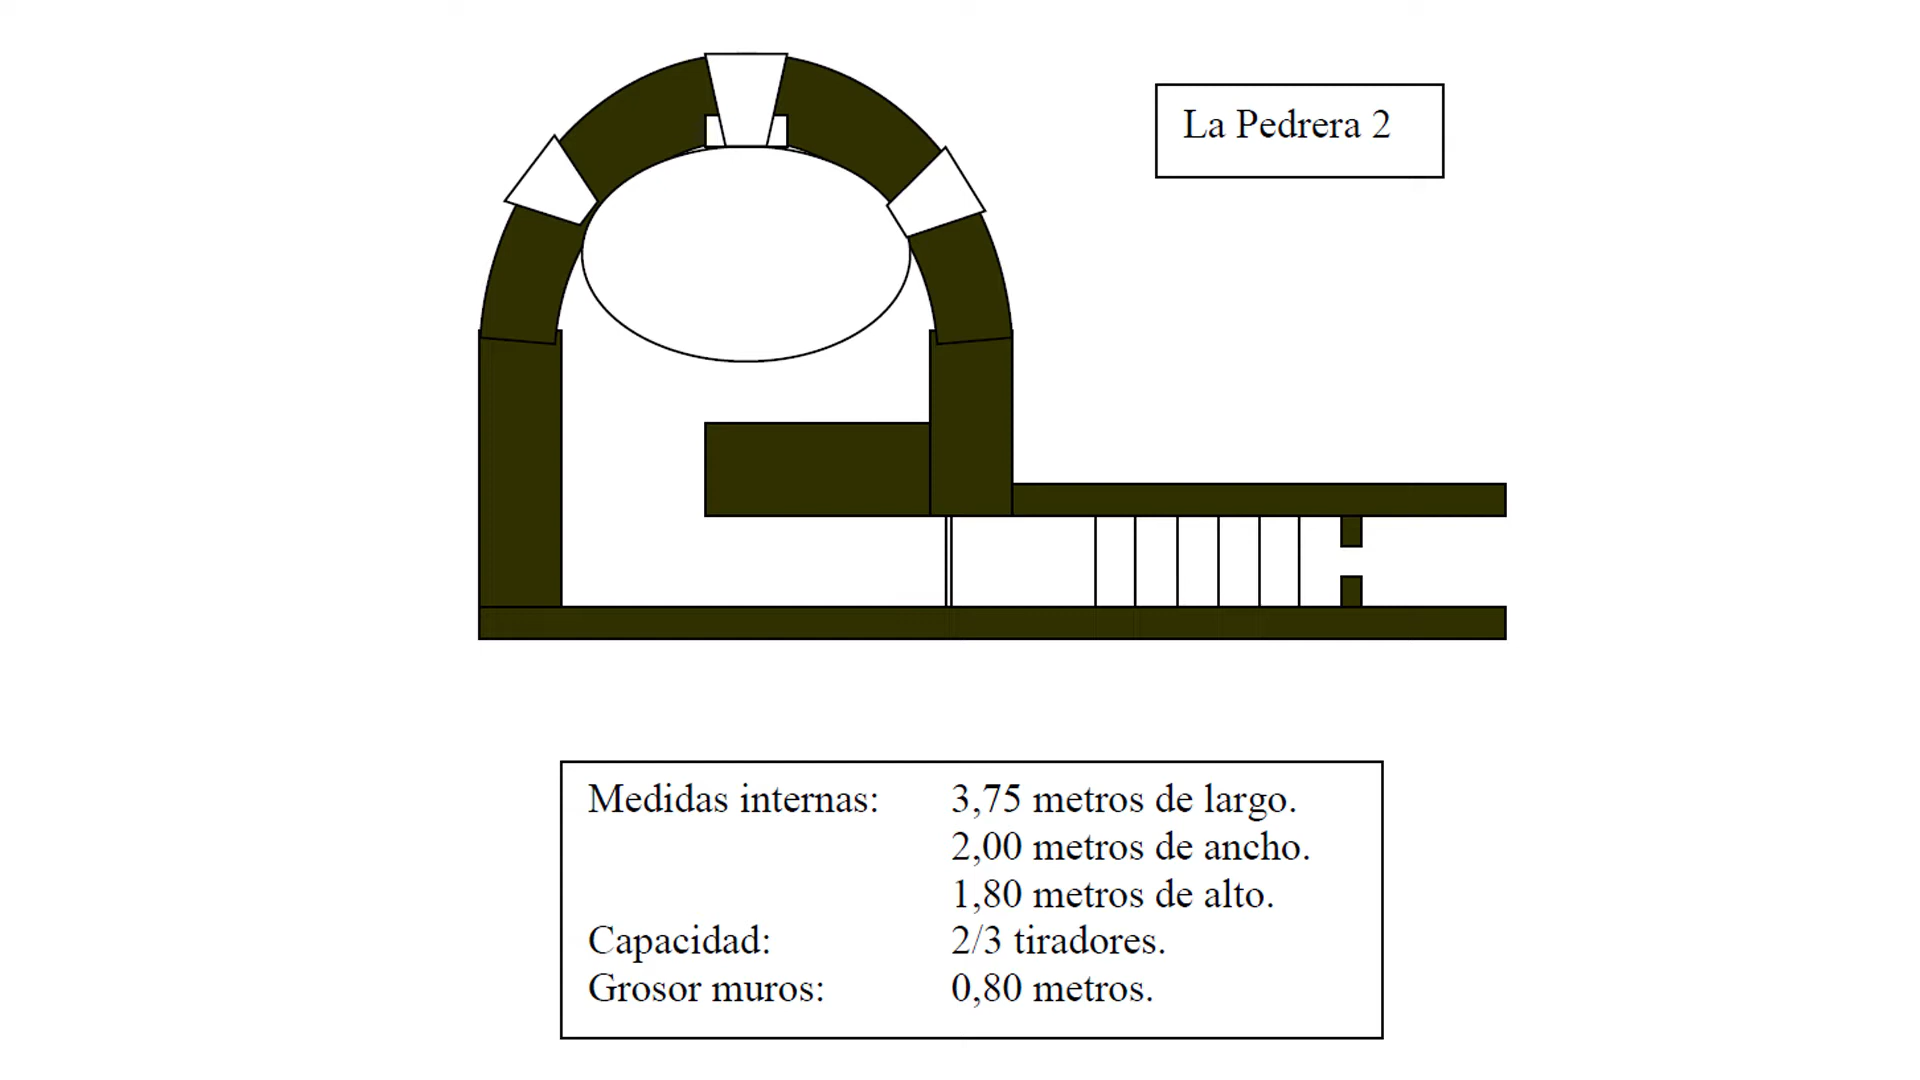 La Pedrera 2
Medidas internas: 3,75 metros de largo.
2,00 metros de ancho.
1,80 metros de alto.
Capacidad: 2/3 tiradores.
Grosor muros: 0,80 metros.